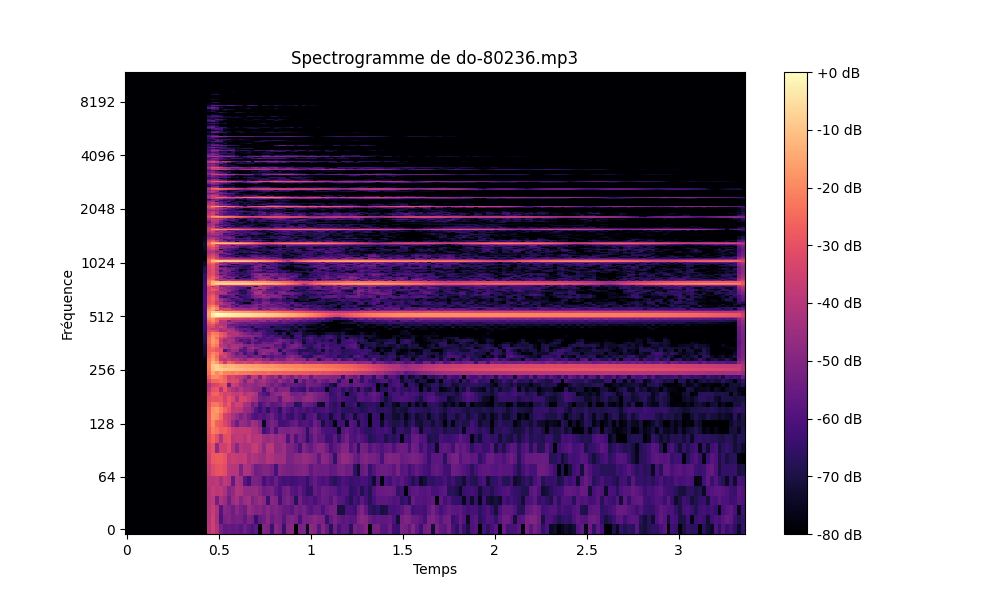 Spectrogramme de do-80236.mp3
Fréquence
8192
4096
2048
1024
512
256
128
64
0
0
0.5
1
1.5
2
2.5
3
Temps
+0 dB
-10 dB
-20 dB
-30 dB
-40 dB
-50 dB
-60 dB
-70 dB
-80 dB